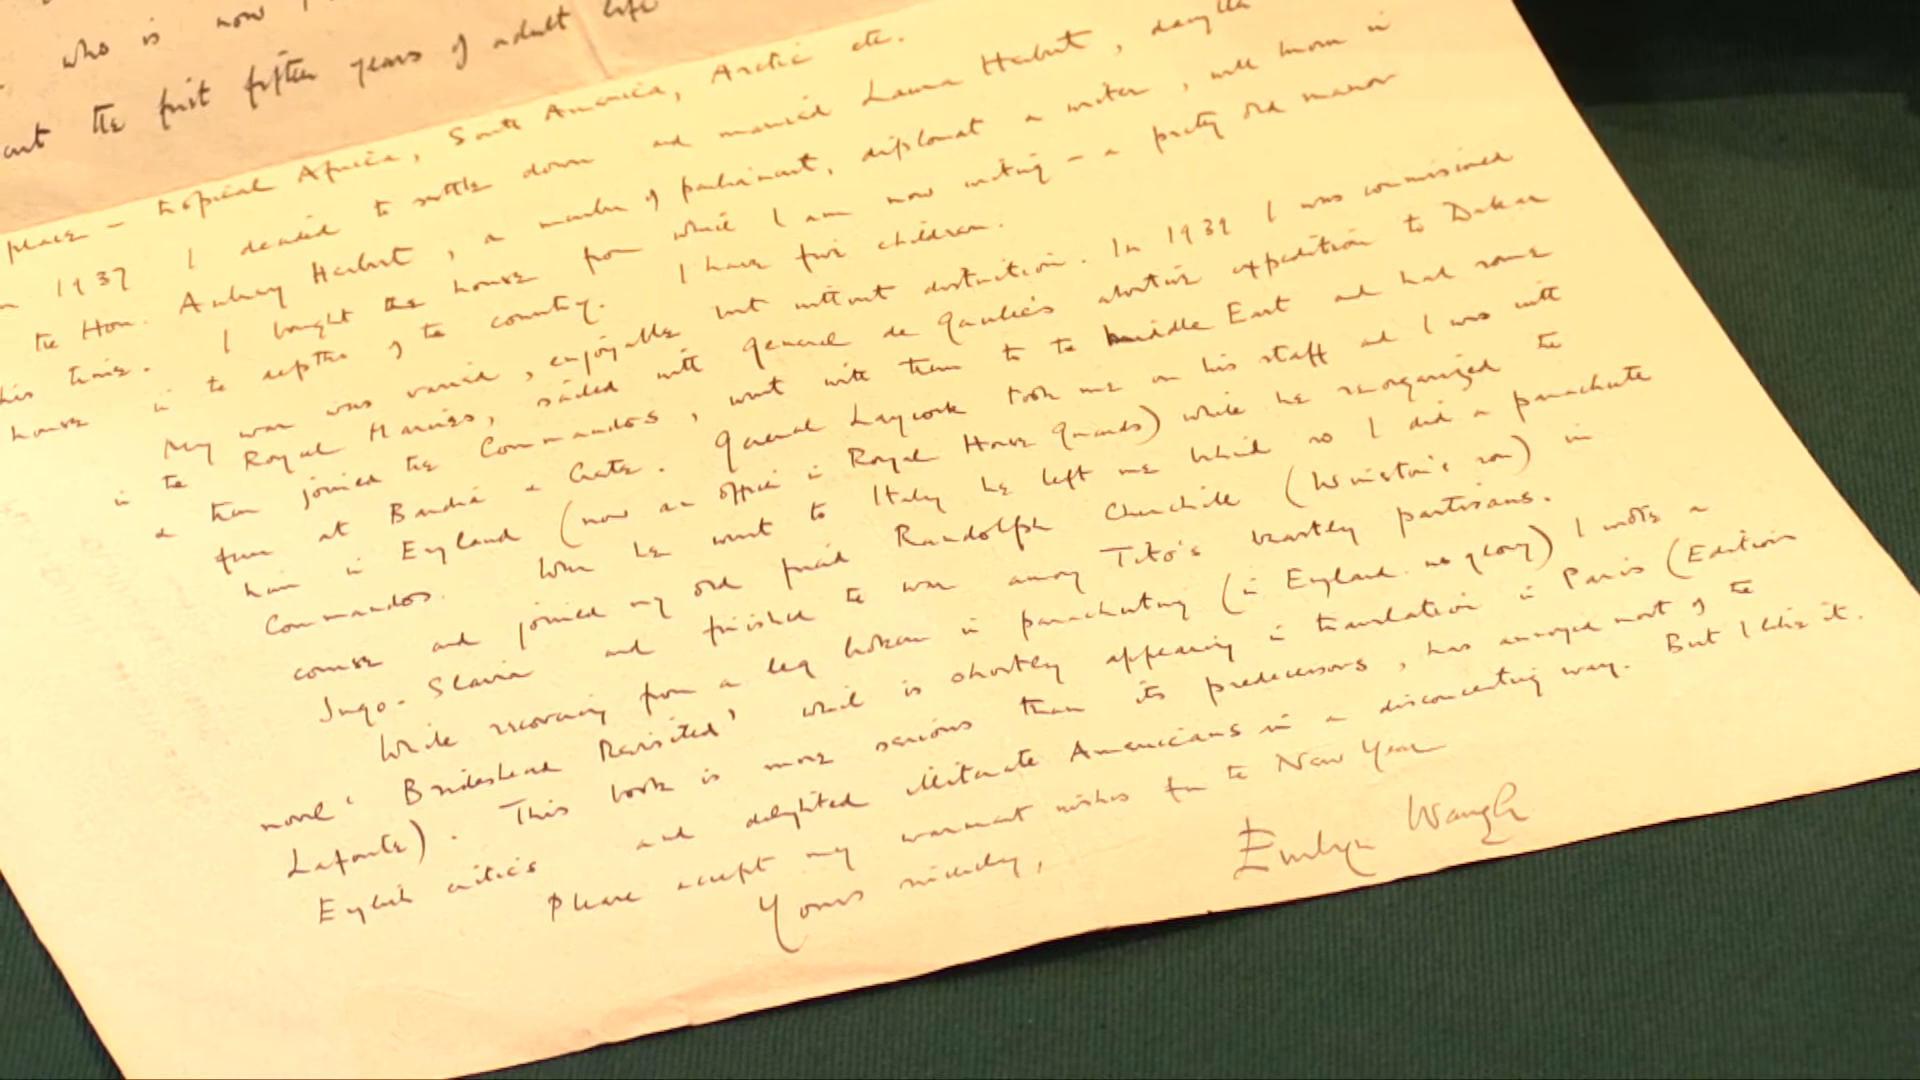 who is now
the first fifteen years of adult life
place – tropical Africa, South America, Arctic etc.
1937 I decided to settle down and married Laura Herbert, daughter
the Hon. Aubrey Herbert, a member of parliament, diplomat & writer, well known in
his time. I bought the house from which I am now writing – a pretty old manor
house in the depths of the country. I have five children.
My war was varied, enjoyable but without distinction. In 1939 I was commissioned
in the Royal Marines, sailed with General de Gaulle's abortive expedition to Dakar
& then joined the Commandos, went with them to the middle East and had some
fun at Bardia & Crete. General Laycock took me on his staff and I was with
him in England (now an officer in Royal Horse Guards) while he reorganized the
Commandos. When he went to Italy he left me behind so I did a parachute
course and joined my old friend Randolph Churchill (Winston's son) in
Jugo-Slavia and finished the war among Tito's beastly partisans.
While recovering from a leg broken in parachuting (in England. no glory) I wrote a
novel 'Brideshead Revisited' which is shortly appearing in translation in Paris (Edition
Lafonte). This book is more serious than its predecessors, has annoyed most of the
English critics and delighted illiterate Americans in a disconcerting way. But I like it.
Please accept my warmest wishes for the New Year
Yours sincerely,
Evelyn Waugh